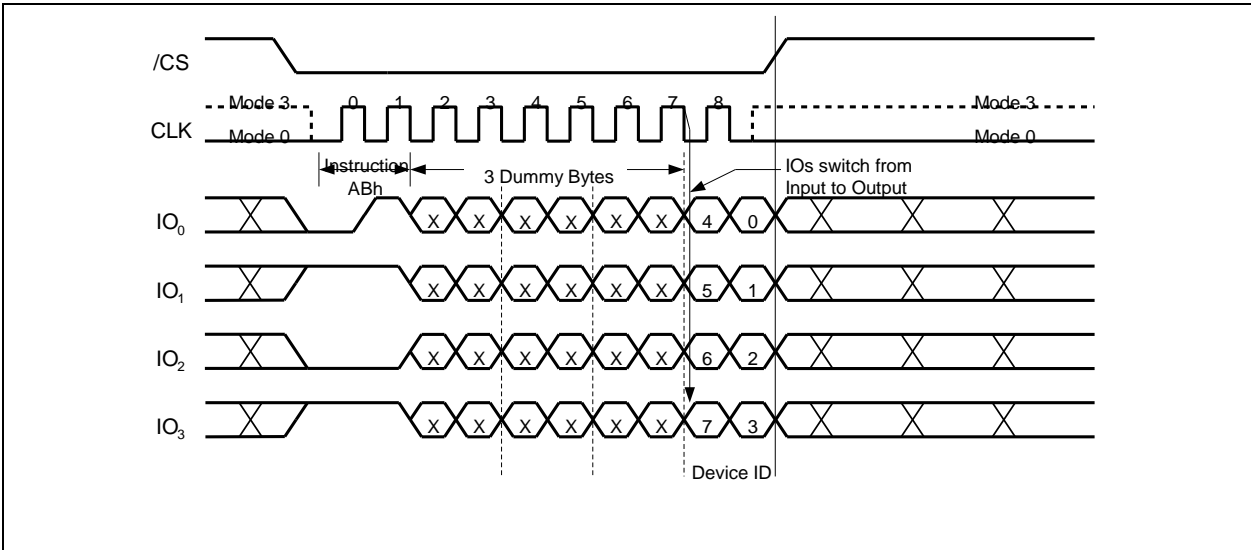 /CS
Mode 3 0 1 2 3 4 5 6 7 8 Mode 3
CLK Mode 0 Mode 0
Instruction
ABh
3 Dummy Bytes
IOs switch from
Input to Output
IO0 X X X X X X 4 0
IO1 X X X X X X 5 1
IO2 X X X X X X 6 2
IO3 X X X X X X 7 3
Device ID